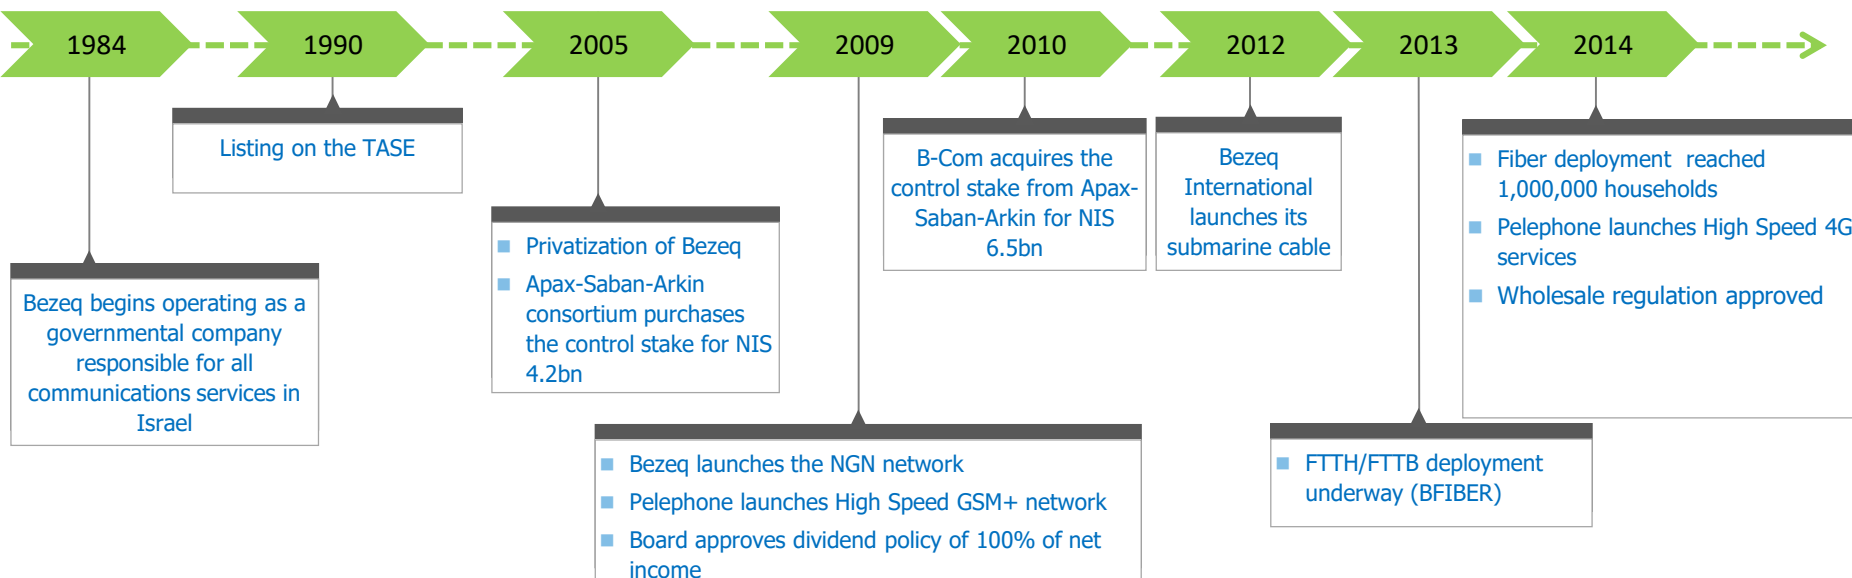 1984
1990
2005
2009
2010
2012
2013
2014
Bezeq begins operating as a
governmental company
responsible for all
communications services in
Israel
Listing on the TASE
Privatization of Bezeq
Apax-Saban-Arkin
consortium purchases
the control stake for NIS
4.2bn
Bezeq launches the NGN network
Pelephone launches High Speed GSM+ network
Board approves dividend policy of 100% of net
income
B-Com acquires the
control stake from Apax-
Saban-Arkin for NIS
6.5bn
Bezeq
International
launches its
submarine cable
FTTH/FTTB deployment
underway (BFIBER)
Fiber deployment reached
1,000,000 households
Pelephone launches High Speed 4G
services
Wholesale regulation approved